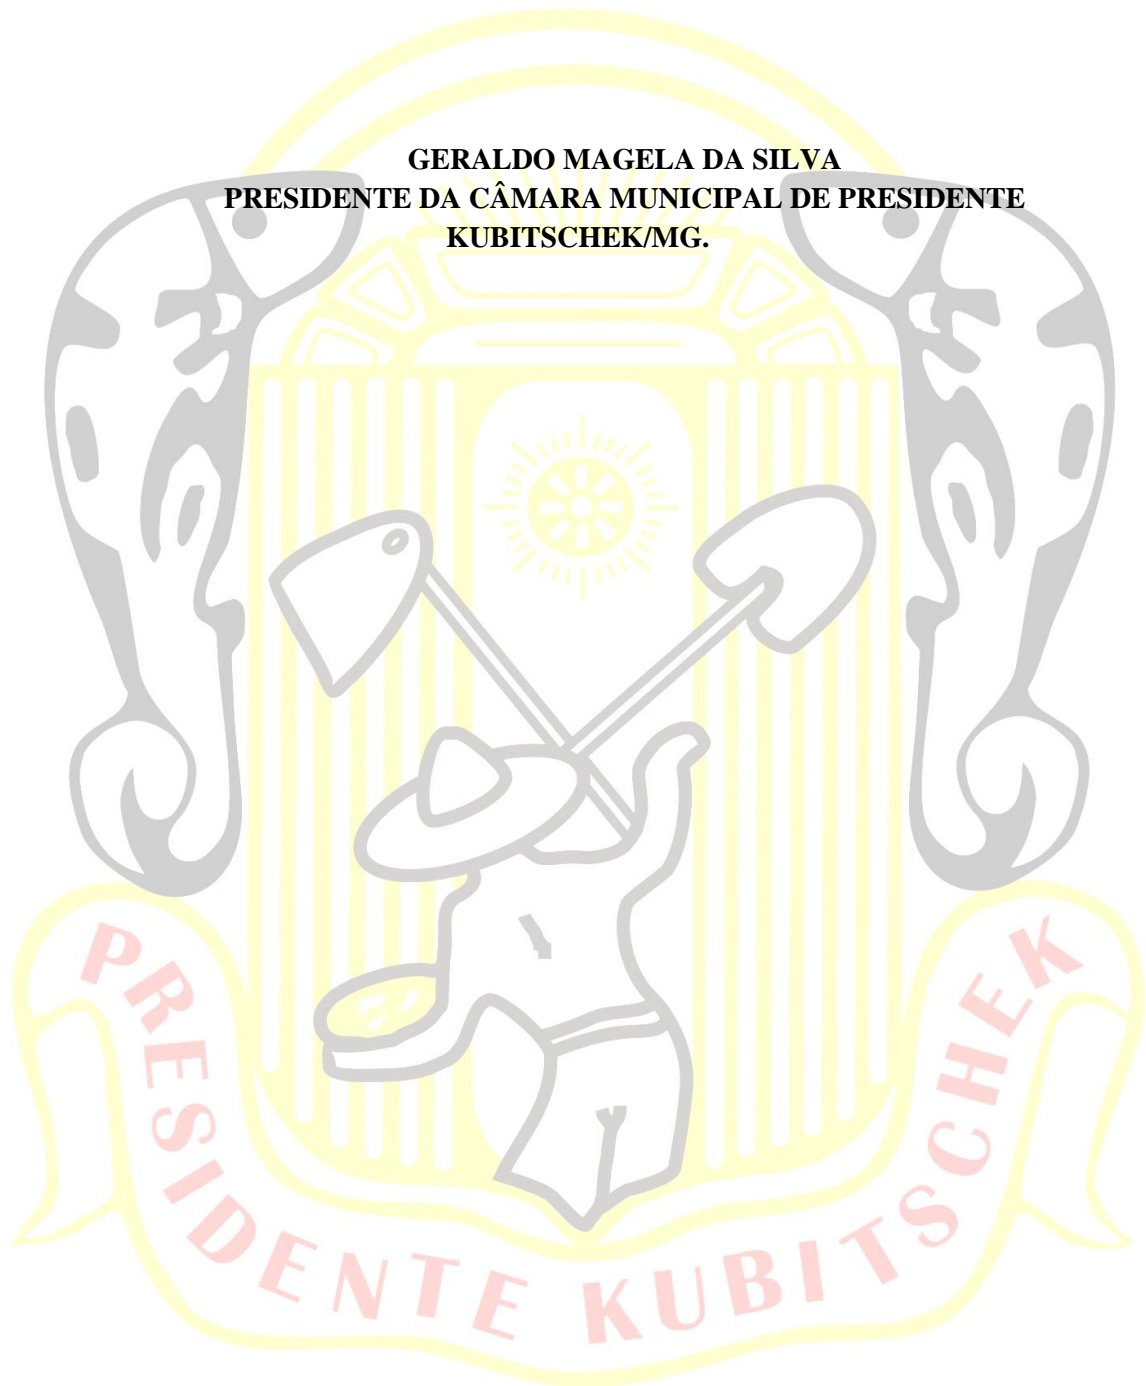 GERALDO MAGELA DA SILVA
PRESIDENTE DA CÂMARA MUNICIPAL DE PRESIDENTE
KUBITSCHEK/MG.
PRESIDENTE KUBITSCHEK